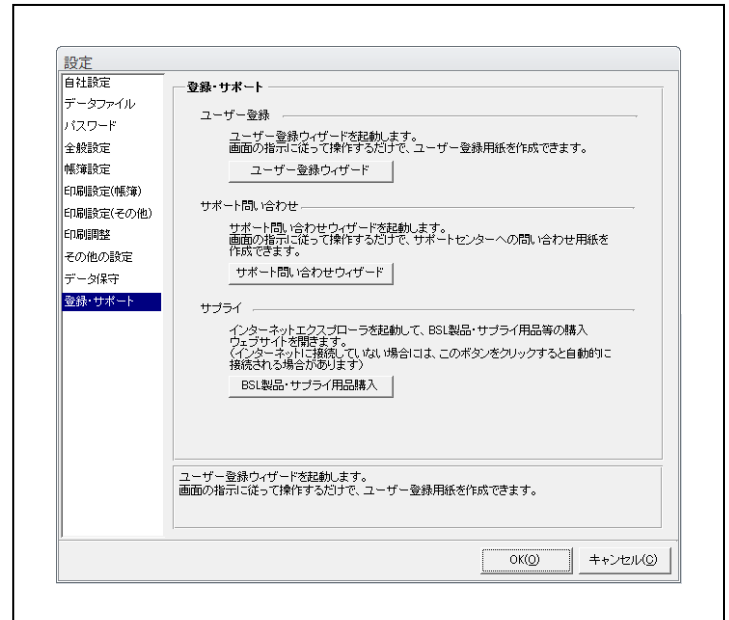 設定
自社設定
データファイル
パスワード
全般設定
帳簿設定
印刷設定(帳簿)
印刷設定(その他)
印刷調整
その他の設定
データ保守
登録・サポート
登録・サポート
ユーザー登録
ユーザー登録ウィザードを起動します。
画面の指示に従って操作するだけで、ユーザー登録用紙を作成できます。
ユーザー登録ウィザード
サポート問い合わせ
サポート問い合わせウィザードを起動します。
画面の指示に従って操作するだけで、サポートセンターへの問い合わせ用紙を
作成できます。
サポート問い合わせウィザード
サプライ
インターネットエクスプローラを起動して、BSL製品・サプライ用品等の購入
ウェブサイトを開きます。
(インターネットに接続していない場合には、このボタンをクリックすると自動的に
接続される場合があります)
BSL製品・サプライ用品購入
ユーザー登録ウィザードを起動します。
画面の指示に従って操作するだけで、ユーザー登録用紙を作成できます。
OK(O)
キャンセル(C)